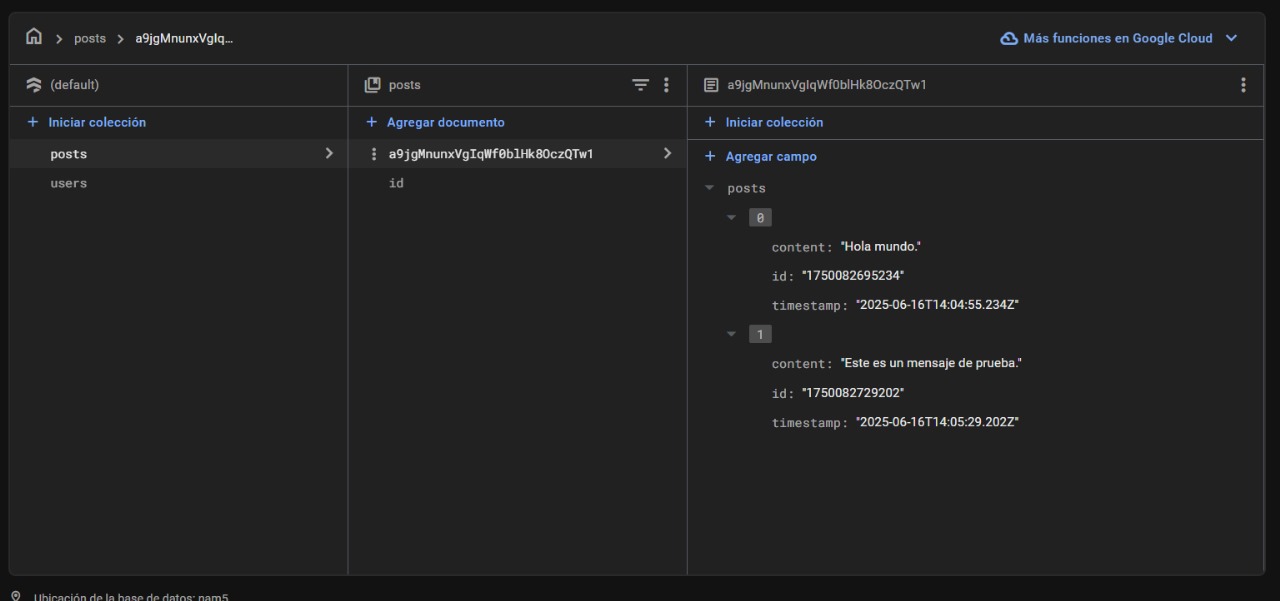 posts
a9jgMnunxVgIq…
Más funciones en Google Cloud
(default)
posts
a9jgMnunxVgIqWf0blHk8OczQTw1
Iniciar colección
Agregar documento
Iniciar colección
posts
a9jgMnunxVgIqWf0blHk8OczQTw1
Agregar campo
users
id
posts
0
content: "Hola mundo."
id: "1750082695234"
timestamp: "2025-06-16T14:04:55.234Z"
1
content: "Este es un mensaje de prueba."
id: "1750082729202"
timestamp: "2025-06-16T14:05:29.202Z"
Ubicación de la base de datos: nam5